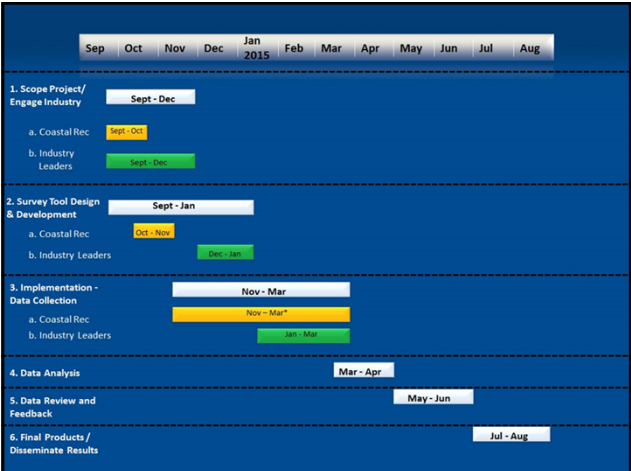 Sep Oct Nov Dec Jan 2015 Feb Mar Apr May Jun Jul Aug
1. Scope Project/
Engage Industry
Sept - Dec
a. Coastal Rec
Sept - Oct
b. Industry
Leaders
Sept - Dec
2. Survey Tool Design
& Development
Sept - Jan
a. Coastal Rec
Oct - Nov
b. Industry Leaders
Dec - Jan
3. Implementation -
Data Collection
Nov - Mar
a. Coastal Rec
Nov – Mar*
b. Industry Leaders
Jan - Mar
4. Data Analysis
Mar - Apr
5. Data Review and
Feedback
May - Jun
6. Final Products /
Disseminate Results
Jul - Aug